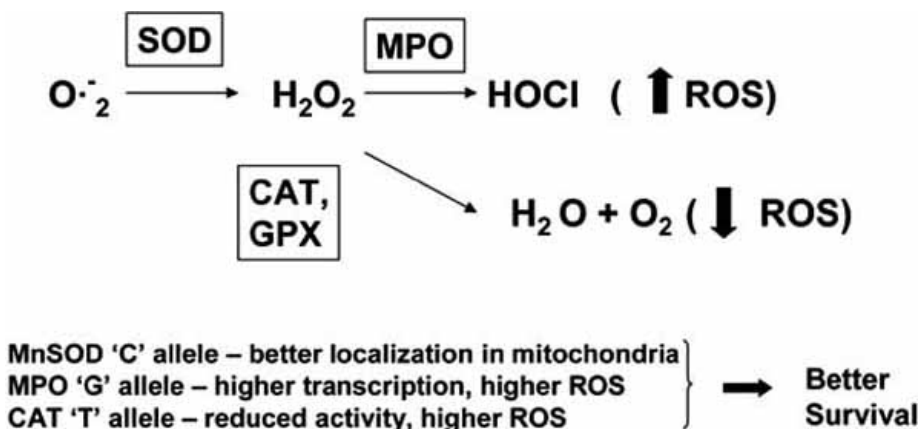 SOD
MPO
O·⁻₂ → H₂O₂ → HOCl ( ⬆ ROS)
CAT,
GPX
H₂O + O₂ ( ⬇ ROS)
MnSOD 'C' allele – better localization in mitochondria
MPO 'G' allele – higher transcription, higher ROS
CAT 'T' allele – reduced activity, higher ROS
Better
Survival